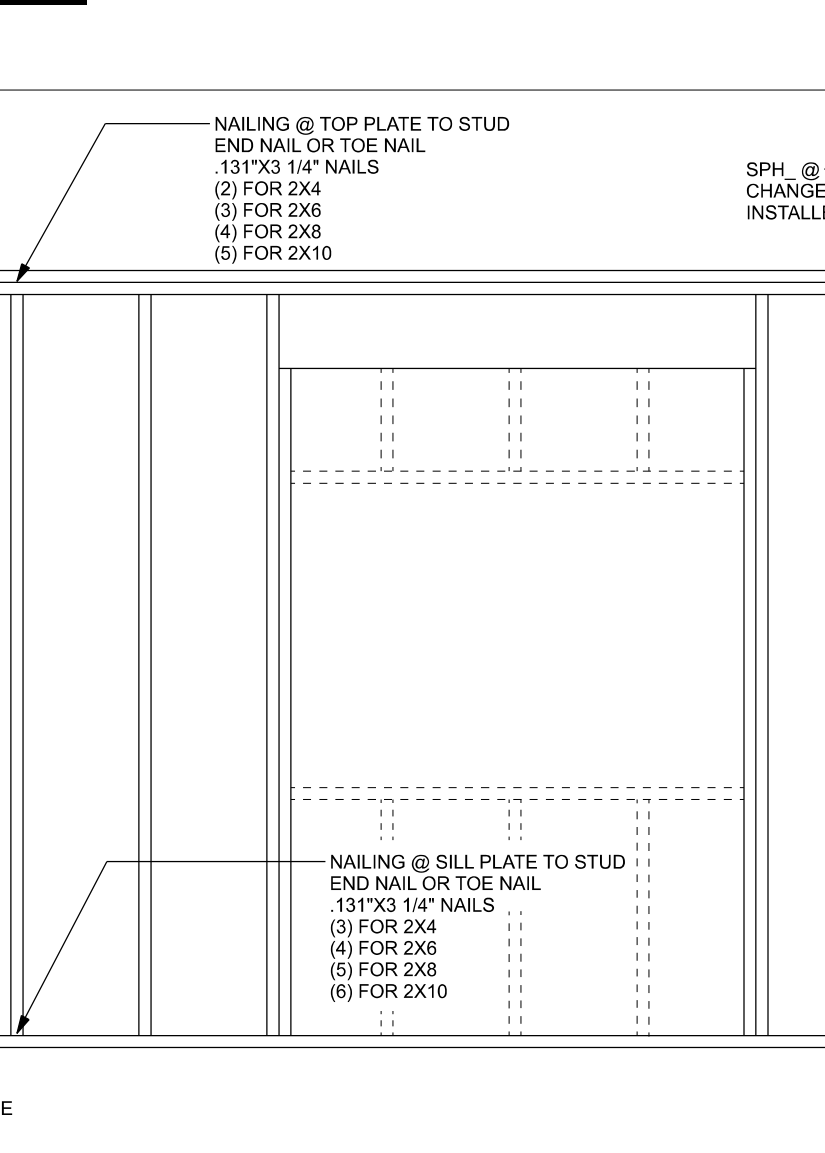 NAILING @ TOP PLATE TO STUD
END NAIL OR TOE NAIL
.131"X3 1/4" NAILS
(2) FOR 2X4
(3) FOR 2X6
(4) FOR 2X8
(5) FOR 2X10
SPH_ @
CHANGE
INSTALLE
NAILING @ SILL PLATE TO STUD
END NAIL OR TOE NAIL
.131"X3 1/4" NAILS
(3) FOR 2X4
(4) FOR 2X6
(5) FOR 2X8
(6) FOR 2X10
E